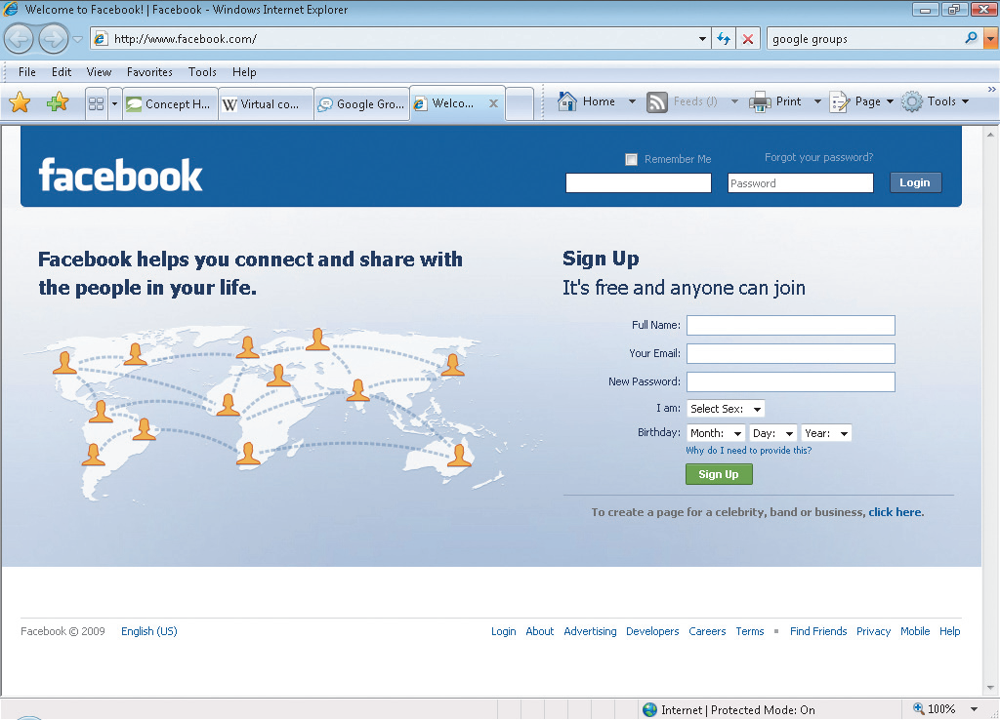 Welcome to Facebook! | Facebook - Windows Internet Explorer
http://www.facebook.com/
google groups
File Edit View Favorites Tools Help
Concept H... Virtual co... Google Gro... Welco... Home Feeds (J) Print Page Tools
facebook
Remember Me Forgot your password?
Password Login
Facebook helps you connect and share with
the people in your life.
Sign Up
It's free and anyone can join
Full Name:
Your Email:
New Password:
I am: Select Sex:
Birthday: Month: Day: Year:
Why do I need to provide this?
Sign Up
To create a page for a celebrity, band or business, click here.
Facebook © 2009 English (US) Login About Advertising Developers Careers Terms Find Friends Privacy Mobile Help
Internet | Protected Mode: On 100%